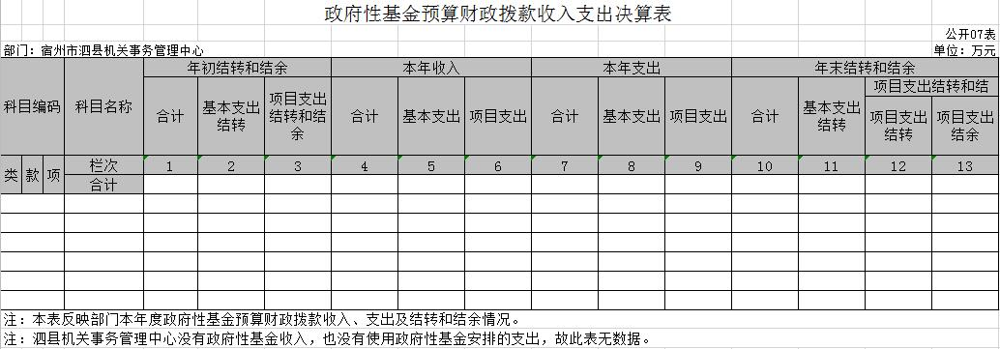 政府性基金预算财政拨款收入支出决算表
公开07表
部门：宿州市泗县机关事务管理中心 单位：万元
科目编码 科目名称 年初结转和结余 本年收入 本年支出 年末结转和结余
合计 基本支出结转 项目支出结转和结余 合计 基本支出 项目支出 合计 基本支出 项目支出 合计 基本支出结转 项目支出结转和结
项目支出结转 项目支出结余
类 款 项 栏次 1 2 3 4 5 6 7 8 9 10 11 12 13
合计
注：本表反映部门本年度政府性基金预算财政拨款收入、支出及结转和结余情况。
注：泗县机关事务管理中心没有政府性基金收入，也没有使用政府性基金安排的支出，故此表无数据。